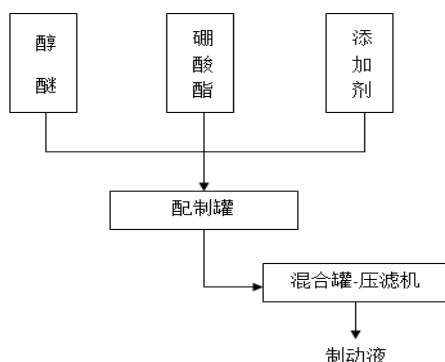 醇醚
硼酸酯
添加剂
配制罐
混合罐-压滤机
制动液